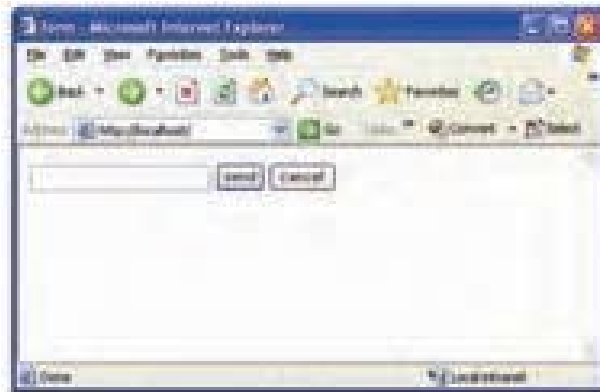 form - Microsoft Internet Explorer
File Edit View Favorites Tools Help
Back Search Favorites
Address http://localhost/ Go Links Convert Select
send cancel
Done Local intranet